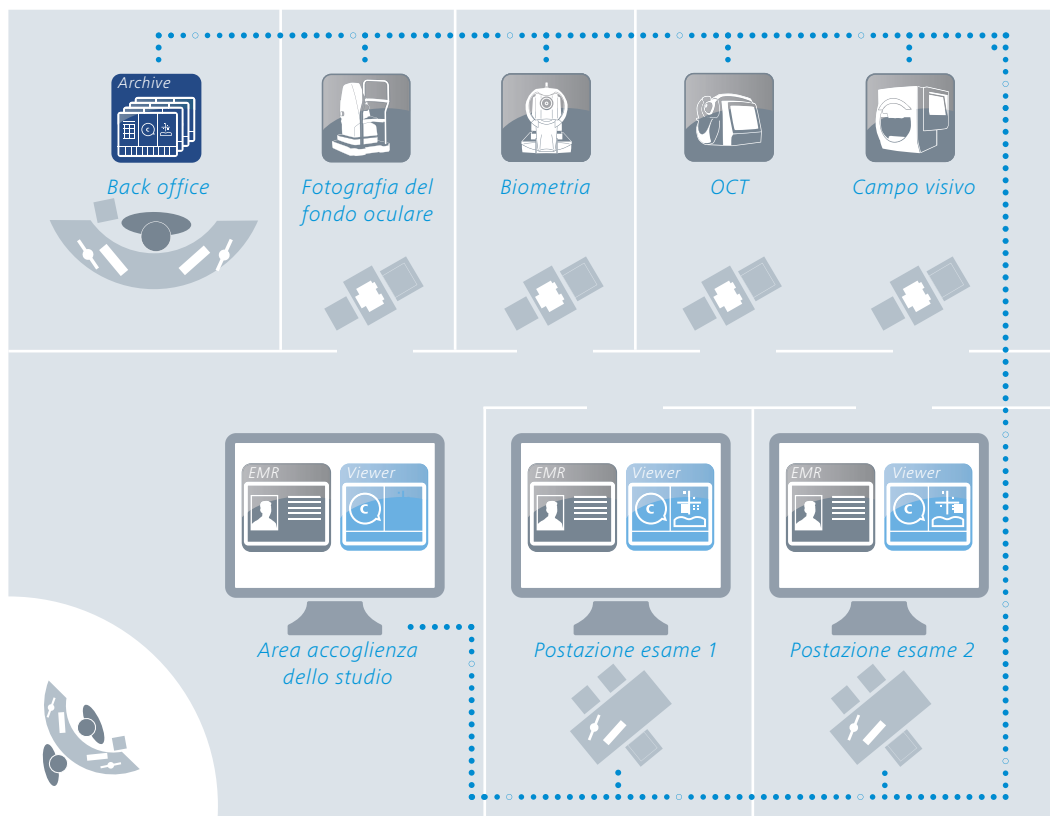 Archive
Back office
Fotografia del
fondo oculare
Biometria
OCT
Campo visivo
EMR
Viewer
C
EMR
Viewer
C
EMR
Viewer
C
Area accoglienza
dello studio
Postazione esame 1
Postazione esame 2